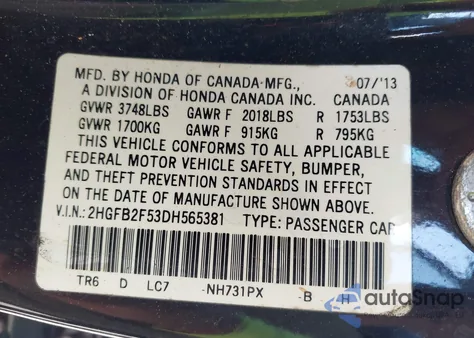 MFD. BY HONDA OF CANADA MFG., 07/'13
A DIVISION OF HONDA CANADA INC. CANADA
GVWR 3748LBS GAWR F 2018LBS R 1753LBS
GVWR 1700KG GAWR F 915KG R 795KG
THIS VEHICLE CONFORMS TO ALL APPLICABLE
FEDERAL MOTOR VEHICLE SAFETY, BUMPER,
AND THEFT PREVENTION STANDARDS IN EFFECT
ON THE DATE OF MANUFACTURE SHOWN ABOVE.
V.I.N.: 2HGFB2F53DH565381 TYPE: PASSENGER CAR
TR6 D LC7 NH731PX -B H
autoSnap